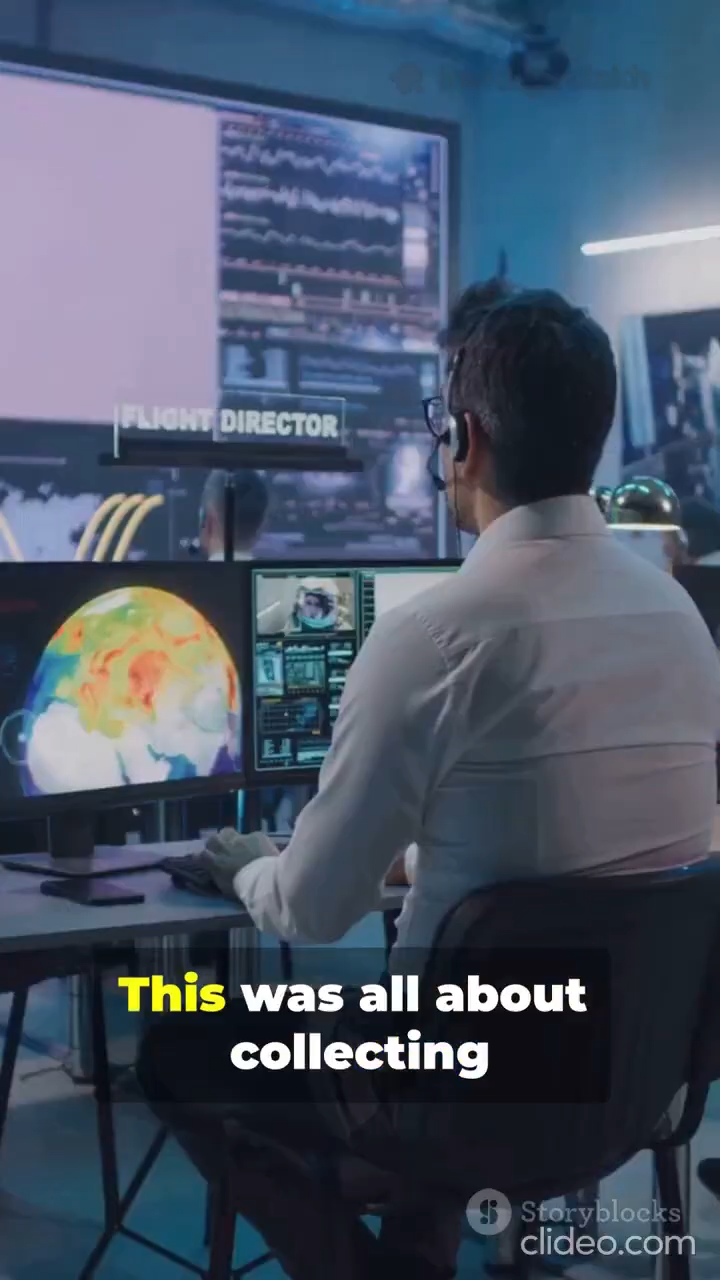 FLIGHT DIRECTOR
This was all about
collecting
Storyblocks
clideo.com